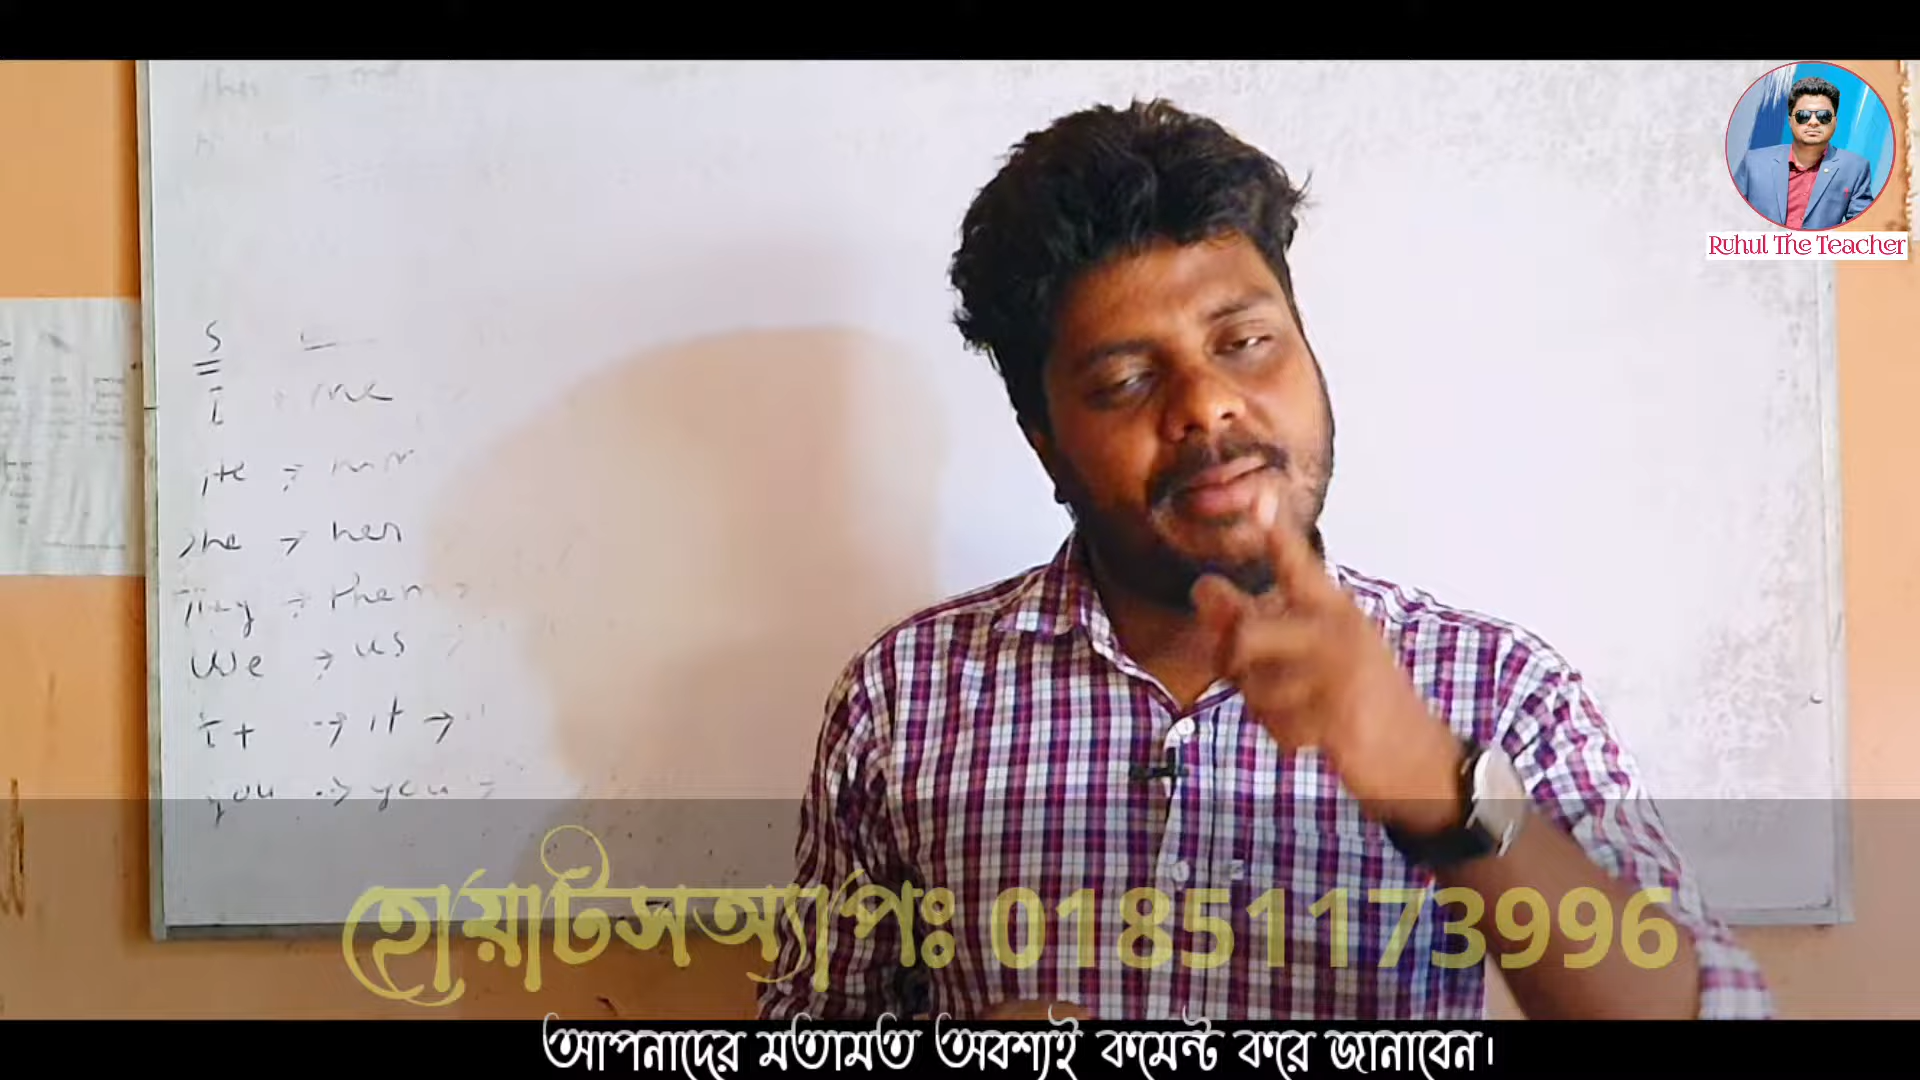 Ruhul The Teacher
S
I me
He →
She → her
They → them
We → us
It → it →
you → you →
হোয়াটসঅ্যাপঃ 01851173996
আপনাদের মতামত অবশ্যই কমেন্ট করে জানাবেন।